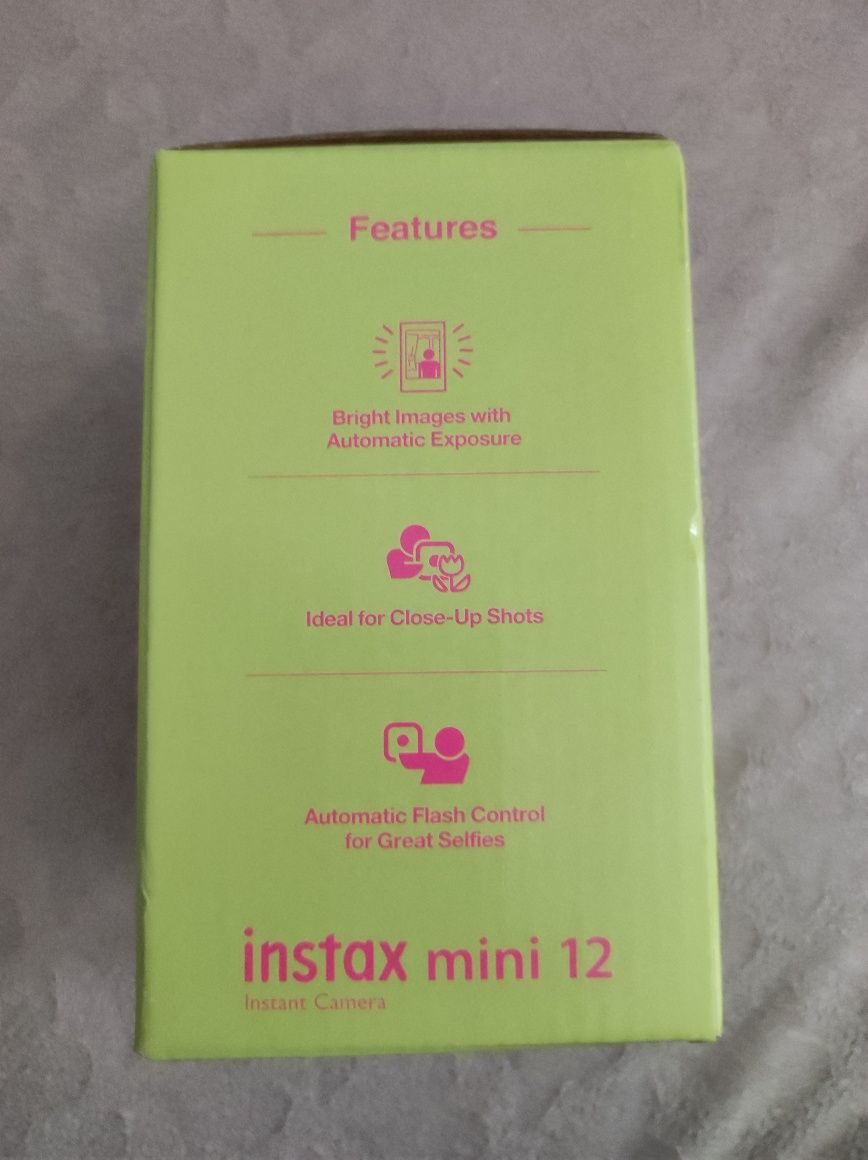 Features
Bright Images with
Automatic Exposure
Ideal for Close-Up Shots
Automatic Flash Control
for Great Selfies
instax mini 12
Instant Camera